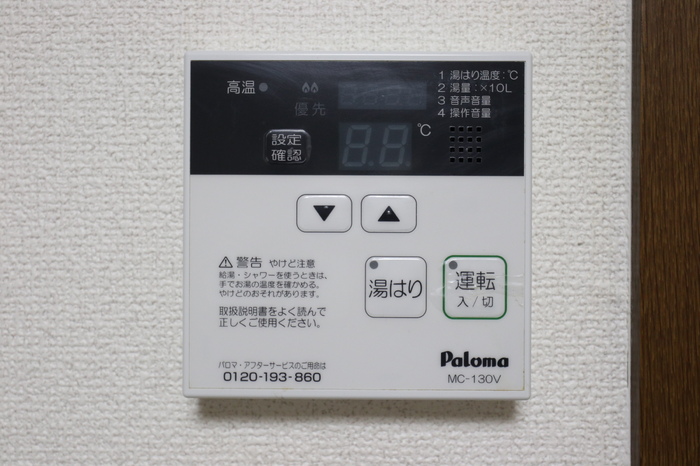 高温
優先
1 湯はり温度:℃
2 湯量:×10L
3 音声音量
4 操作音量
設定
確認
88
℃
▼ ▲
⚠警告 やけど注意
給湯・シャワーを使うときは、
手でお湯の温度を確かめる。
やけどのおそれがあります。
取扱説明書をよく読んで
正しくご使用ください。
湯はり
運転
入/切
パロマ・アフターサービスのご用命は
0120-193-860
Paloma
MC-130V